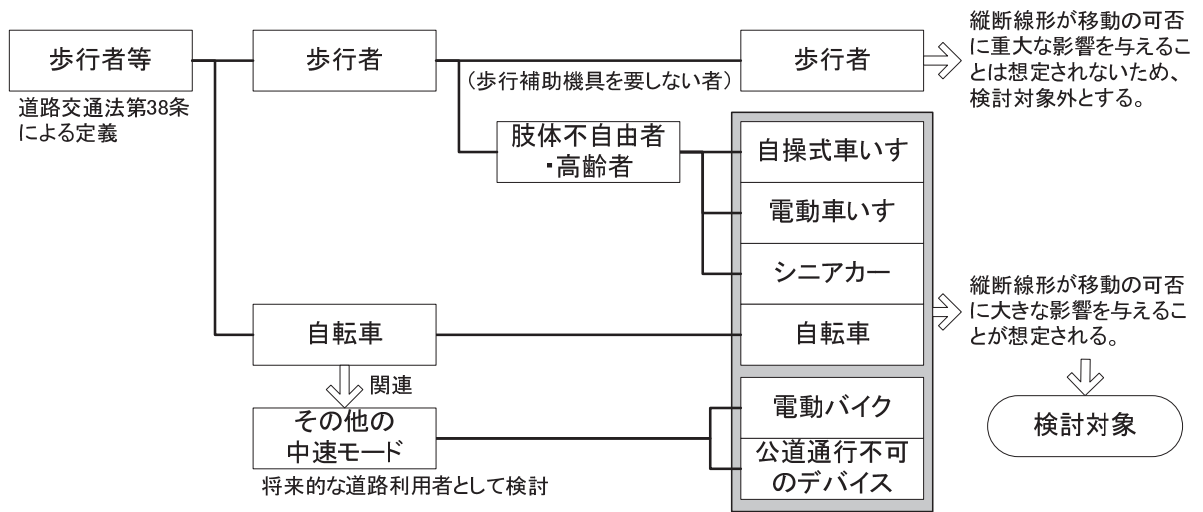 歩行者等
道路交通法第38条
による定義
歩行者
(歩行補助機具を要しない者)
歩行者
縦断線形が移動の可否
に重大な影響を与えるこ
とは想定されないため、
検討対象外とする。
肢体不自由者
・高齢者
自操式車いす
電動車いす
シニアカー
自転車
自転車
縦断線形が移動の可否
に大きな影響を与えるこ
とが想定される。
検討対象
関連
その他の
中速モード
将来的な道路利用者として検討
電動バイク
公道通行不可
のデバイス